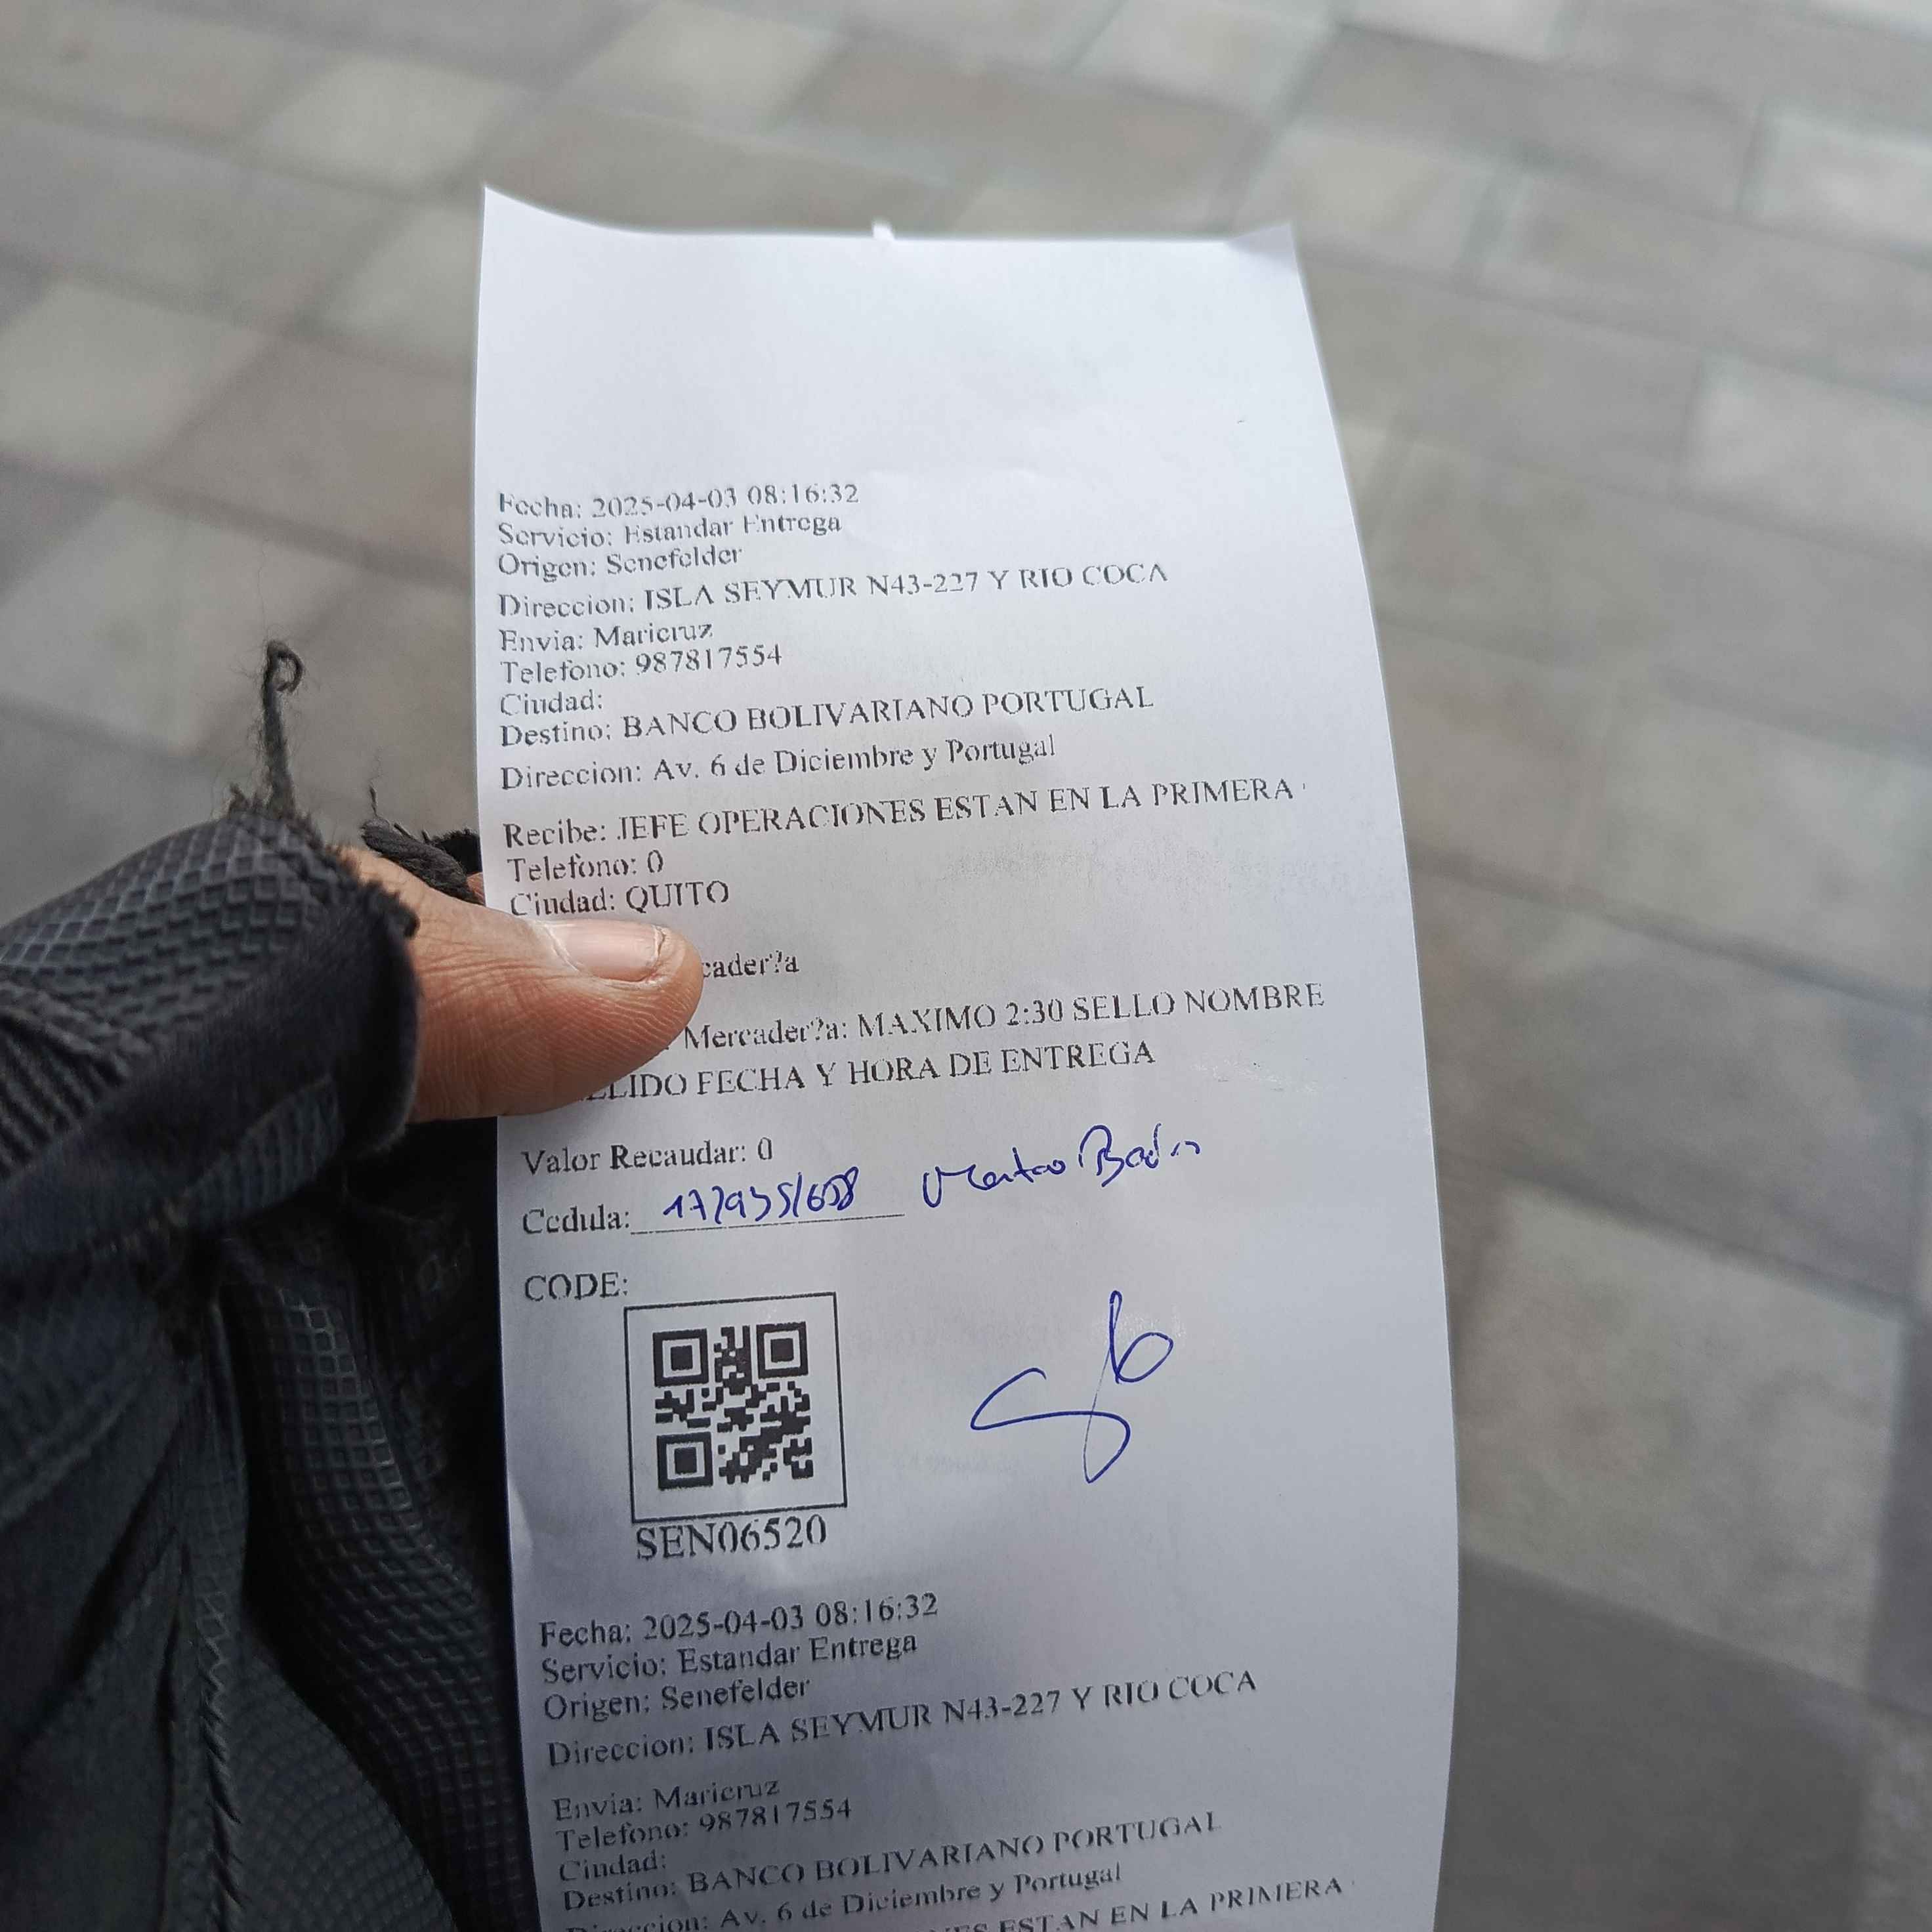 Fecha: 2025-04-03 08:16:32
Servicio: Estandar Entrega
Origen: Senefelder
Direccion: ISLA SEYMUR N43-227 Y RIO COCA
Envia: Maricruz
Telefono: 987817554
Ciudad:
Destino: BANCO BOLIVARIANO PORTUGAL
Direccion: Av. 6 de Diciembre y Portugal
Recibe: JEFE OPERACIONES ESTAN EN LA PRIMERA
Telefono: 0
Ciudad: QUITO
cader?a
Mercader?a: MAXIMO 2:30 SELLO NOMBRE
LLIDO FECHA Y HORA DE ENTREGA
Valor Recaudar: 0
Cedula:
CODE:
SEN06520
Fecha: 2025-04-03 08:16:32
Servicio: Estandar Entrega
Origen: Senefelder
Direccion: ISLA SEYMUR N43-227 Y RIO COCA
Envia: Maricruz
Telefono: 987817554
Ciudad:
Destino: BANCO BOLIVARIANO PORTUGAL
Direccion: Av. 6 de Diciembre y Portugal
ES ESTAN EN LA PRIMERA